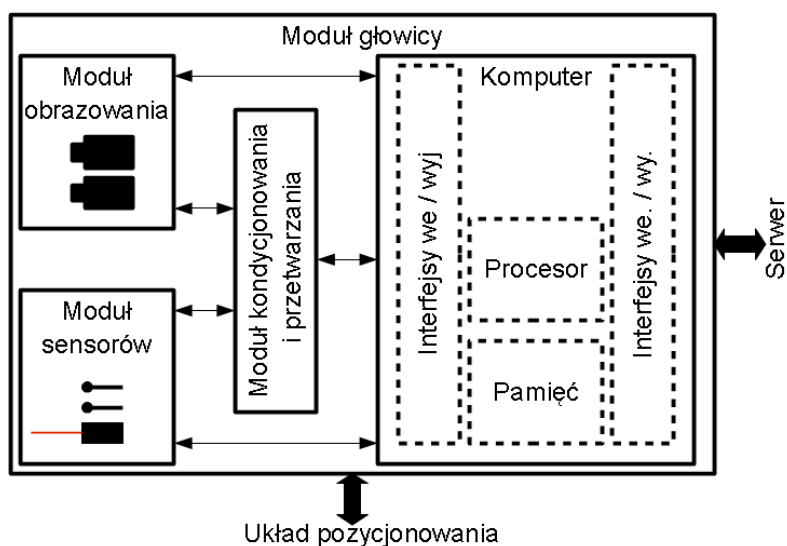 Moduł głowicy
Moduł
obrazowania
Moduł kondycjonowania
i przetwarzania
Moduł
sensorów
Komputer
Interfejsy we / wyj
Procesor
Pamięć
Interfejsy we. / wy.
Serwer
Układ pozycjonowania